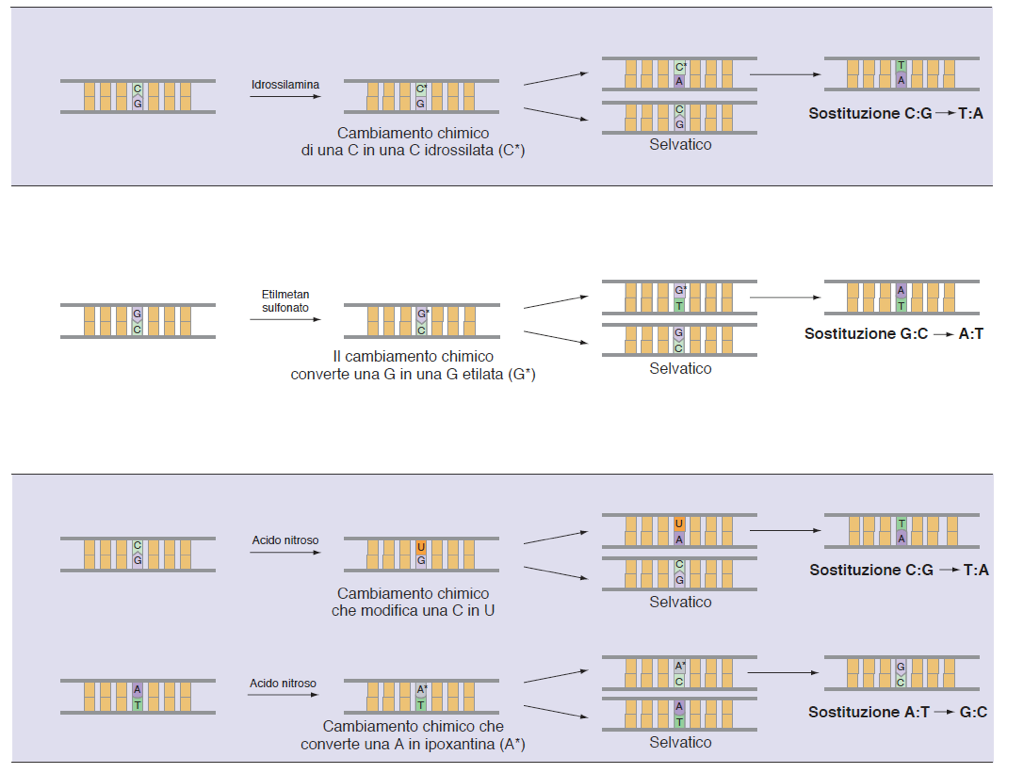 C
G
Idrossilamina
C*
G
Cambiamento chimico
di una C in una C idrossilata (C*)
C*
A
C
G
Selvatico
T
A
Sostituzione C:G → T:A
G
C
Etilmetan
sulfonato
G*
C
Il cambiamento chimico
converte una G in una G etilata (G*)
G*
T
G
C
Selvatico
A
T
Sostituzione G:C → A:T
C
G
Acido nitroso
U
G
Cambiamento chimico
che modifica una C in U
U
A
C
G
Selvatico
T
A
Sostituzione C:G → T:A
A
T
Acido nitroso
A*
T
Cambiamento chimico che
converte una A in ipoxantina (A*)
A*
C
A
T
Selvatico
G
C
Sostituzione A:T → G:C